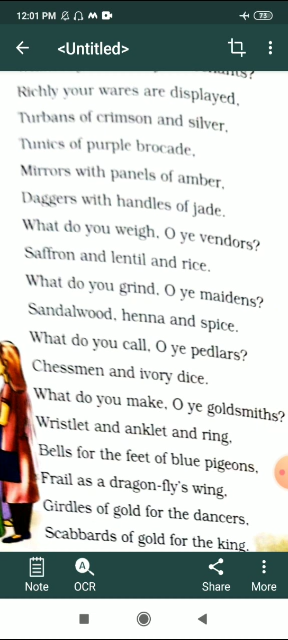 12:01 PM
73
<Untitled>
Richly your wares are displayed,
Turbans of crimson and silver,
Tunics of purple brocade,
Mirrors with panels of amber,
Daggers with handles of jade.
What do you weigh, O ye vendors?
Saffron and lentil and rice.
What do you grind, O ye maidens?
Sandalwood, henna and spice.
What do you call, O ye pedlars?
Chessmen and ivory dice.
What do you make, O ye goldsmiths?
Wristlet and anklet and ring,
Bells for the feet of blue pigeons,
Frail as a dragon-fly's wing,
Girdles of gold for the dancers,
Scabbards of gold for the king.
Note
OCR
Share
More